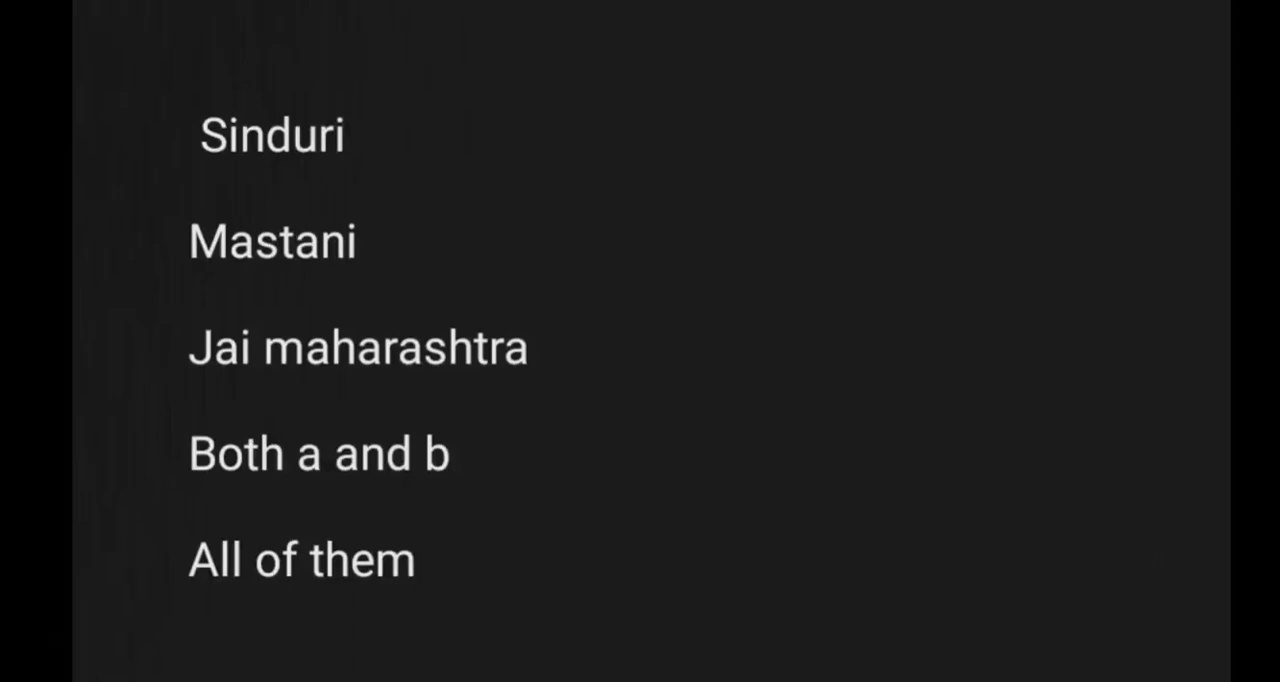 Sinduri
Mastani
Jai maharashtra
Both a and b
All of them